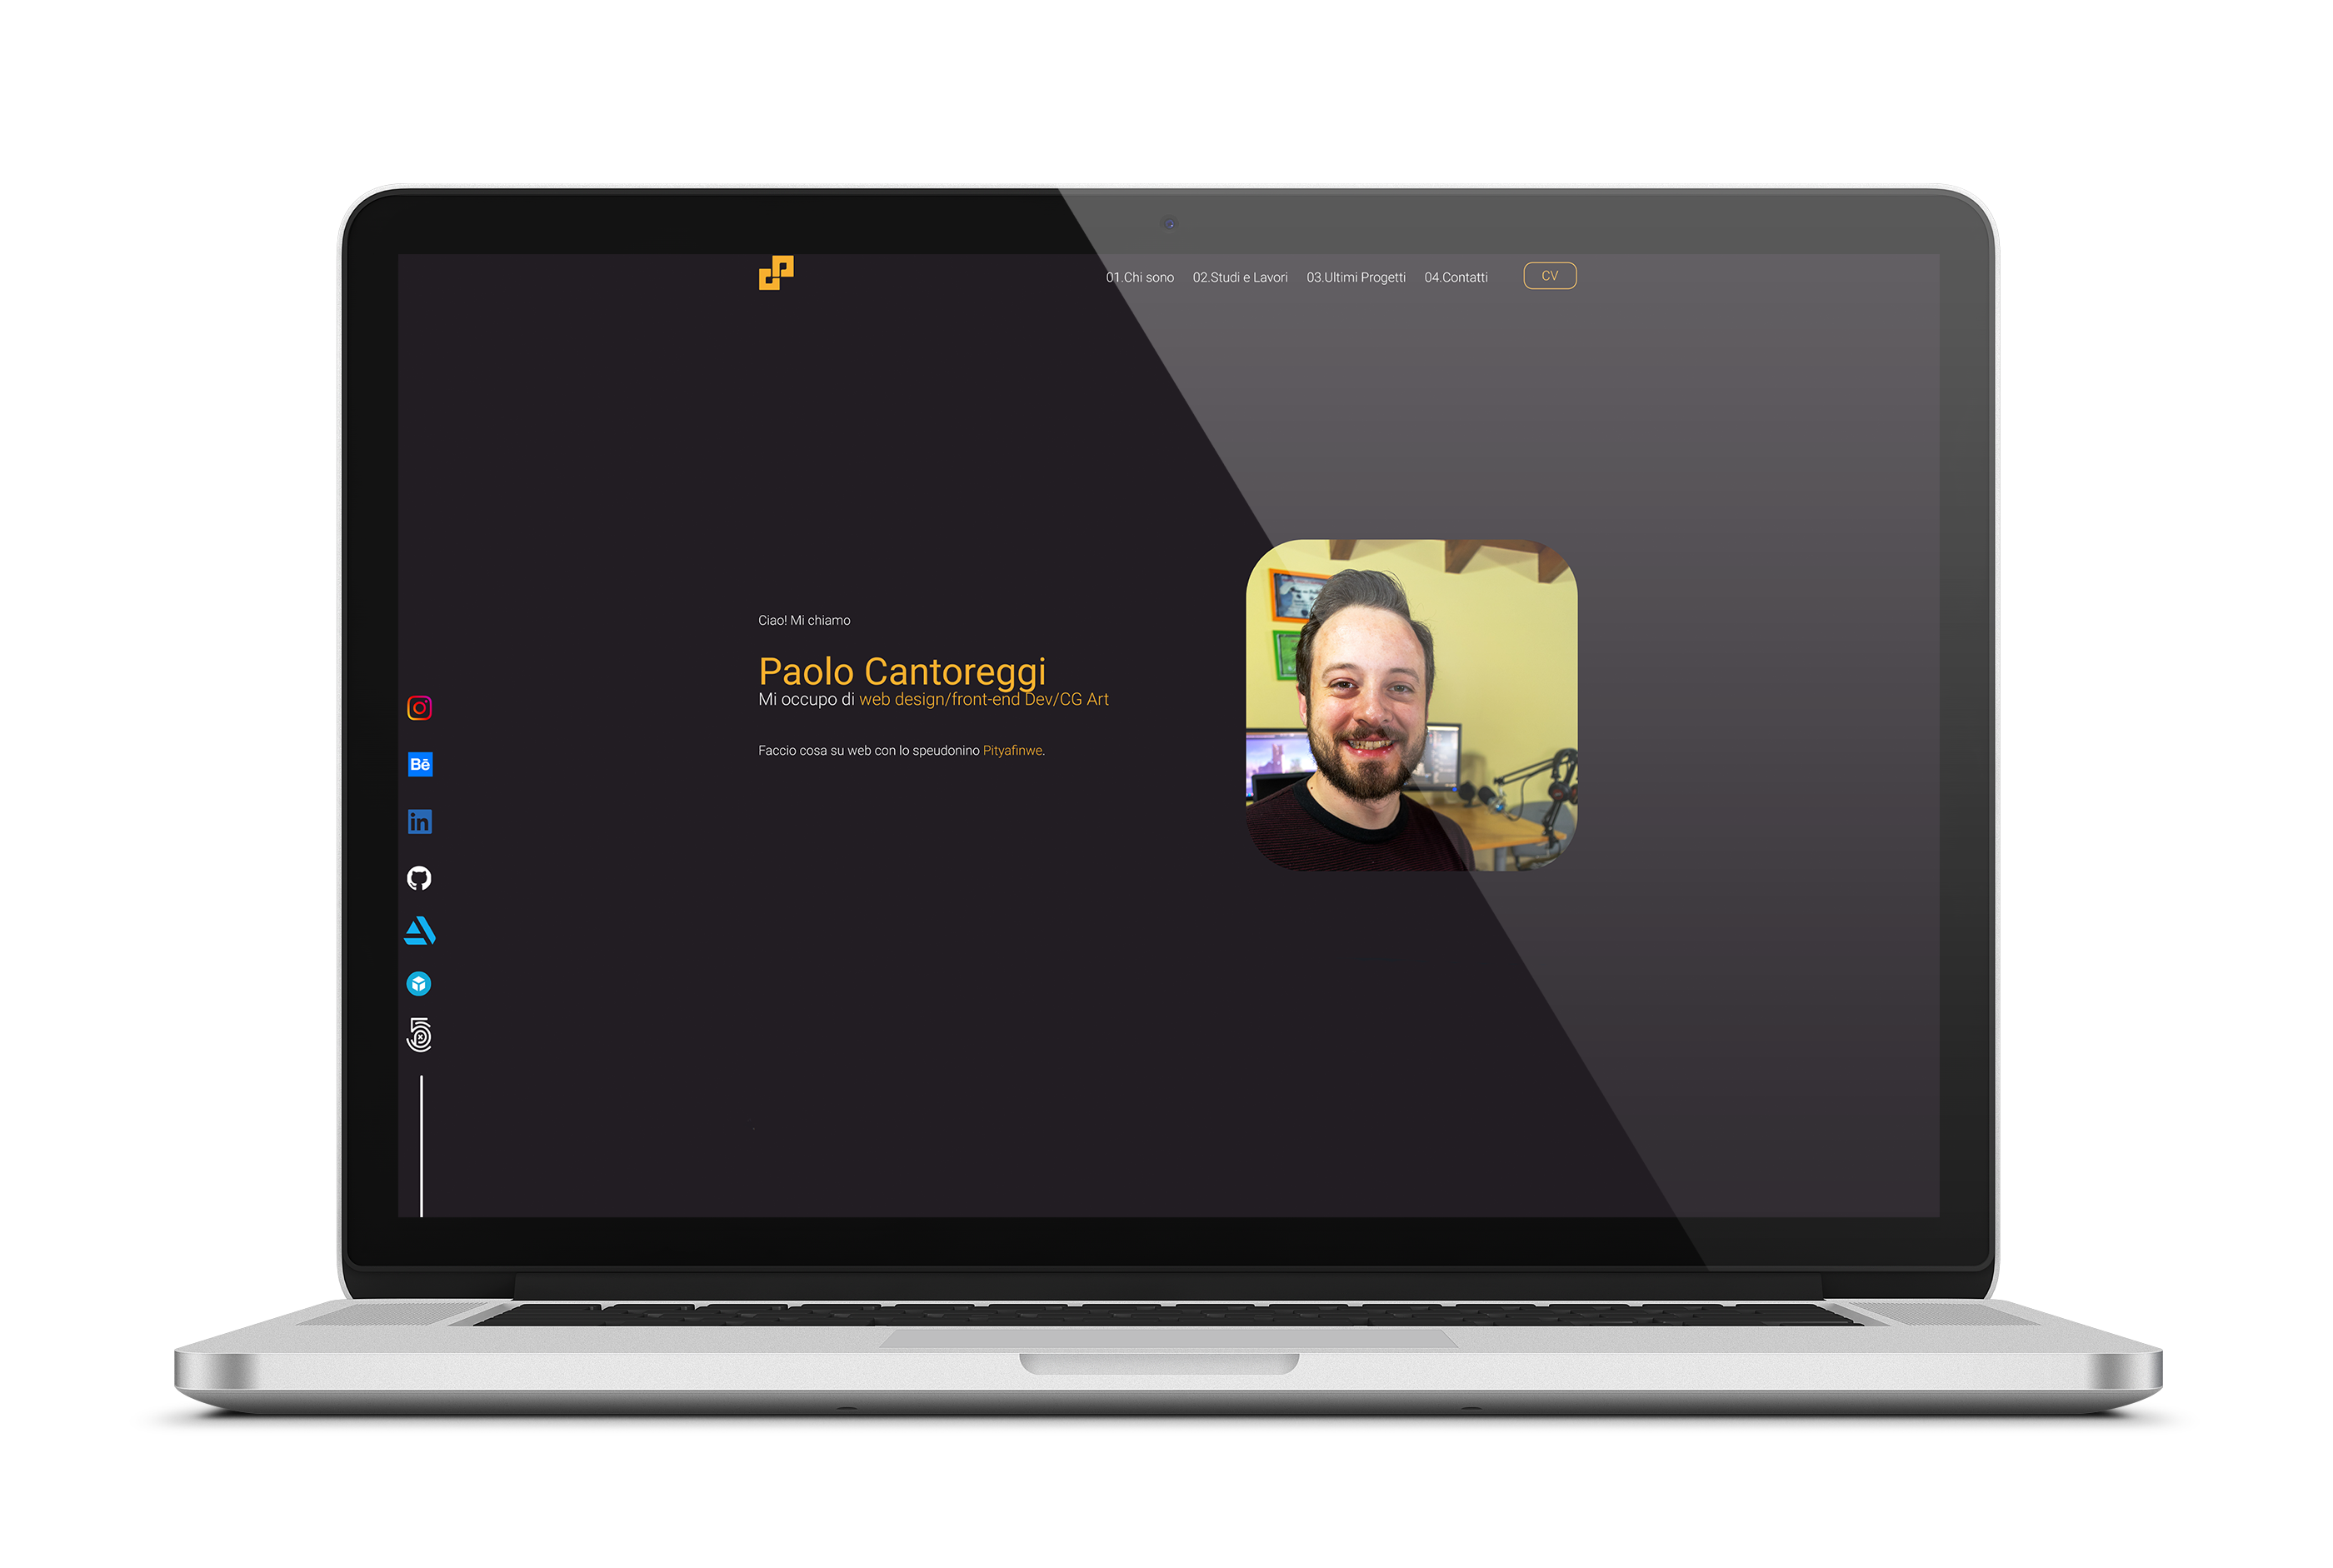 01.Chi sono 02.Studi e Lavori 03.Ultimi Progetti 04.Contatti CV
Ciao! Mi chiamo
Paolo Cantoreggi
Mi occupo di web design/front-end Dev/CG Art
Faccio cosa su web con lo speudonino Pityafinwe.
Bē
in